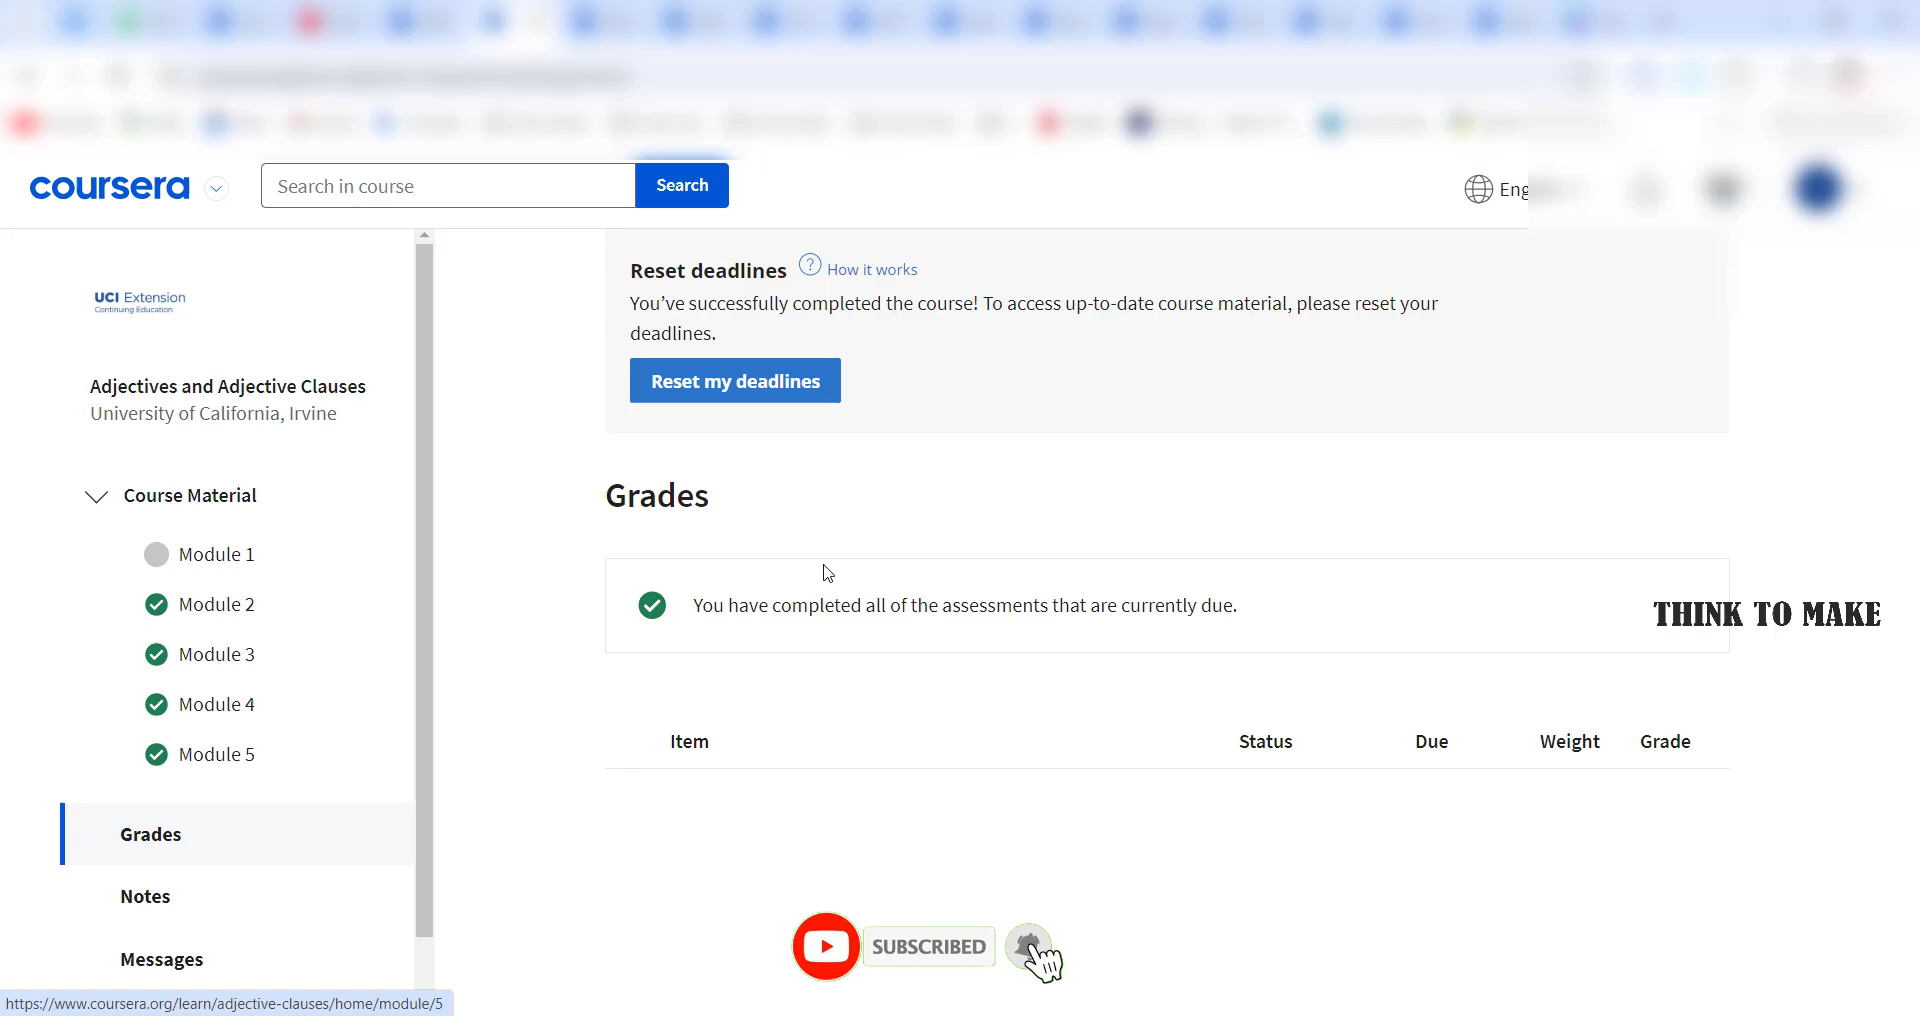 coursera
Search in course
Search
Eng
UCI Extension
Continuing Education
Adjectives and Adjective Clauses
University of California, Irvine
Course Material
Module 1
Module 2
Module 3
Module 4
Module 5
Grades
Notes
Messages
https://www.coursera.org/learn/adjective-clauses/home/module/5
Reset deadlines ? How it works
You’ve successfully completed the course! To access up-to-date course material, please reset your
deadlines.
Reset my deadlines
Grades
You have completed all of the assessments that are currently due.
THINK TO MAKE
Item Status Due Weight Grade
SUBSCRIBED